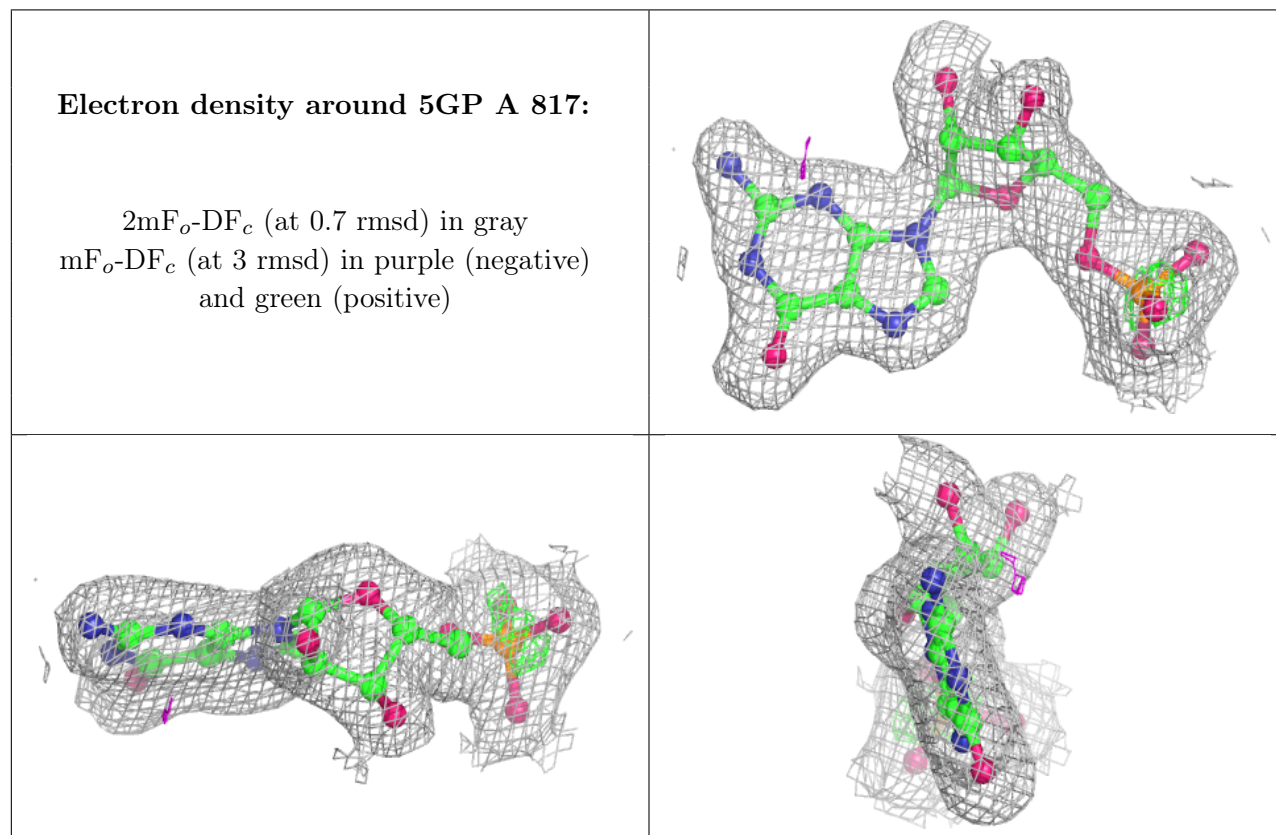 Electron density around 5GP A 817:
2mFo-DFc (at 0.7 rmsd) in gray
mFo-DFc (at 3 rmsd) in purple (negative)
and green (positive)